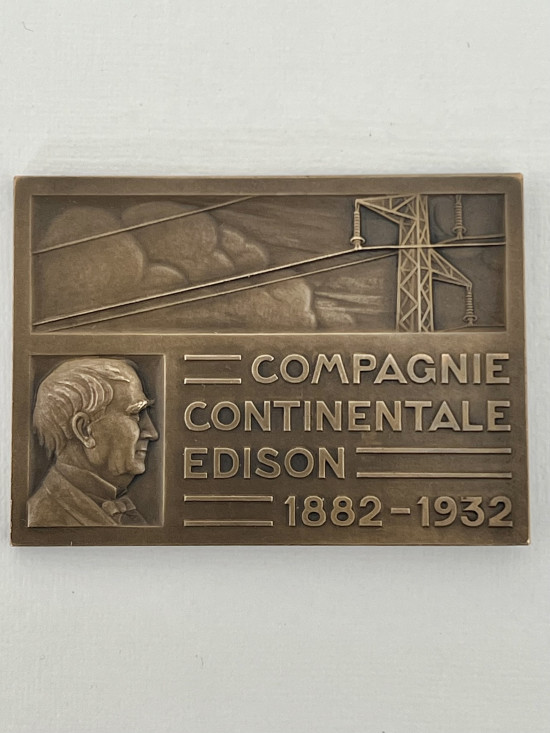 COMPAGNIE
CONTINENTALE
EDISON
1882-1932